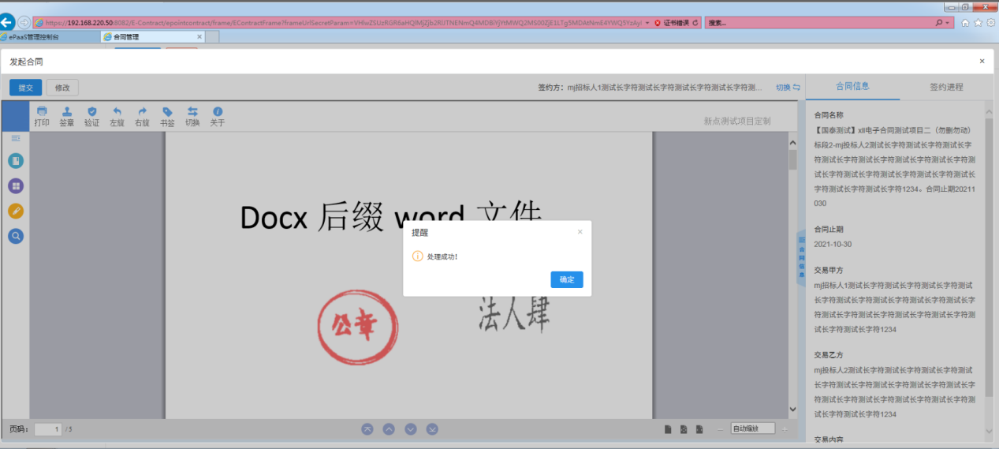 https://192.168.220.50:8082/E-Contract/epointcontract/frame/EContractFrame?frameUrlSecretParam=
证书错误
搜索...
ePaaS管理控制台
合同管理
发起合同
提交
修改
签约方：mj招标人1测试长字符测试长字符测试长字符测试长字符测...
切换
合同信息
签约进程
打印
签章
验证
左旋
右旋
书签
切换
关于
新点测试项目定制
Docx 后缀 word 文件
提醒
处理成功!
确定
公章
法人肆
合同信息
合同名称
【国泰测试】xll电子合同测试项目二（勿删勿动）
标段2-mj投标人2测试长字符测试长字符测试长字
符测试长字符测试长字符测试长字符测试长字符测
试长字符测试长字符测试长字符测试长字符测试长
字符测试长字符测试长字符1234。合同止期20211
030
合同止期
2021-10-30
交易甲方
mj招标人1测试长字符测试长字符测试长字符测试
长字符测试长字符测试长字符测试长字符测试长字
符测试长字符测试长字符测试长字符测试长字符测
试长字符测试长字符1234
交易乙方
mj投标人2测试长字符测试长字符测试长字符测试
长字符测试长字符测试长字符测试长字符测试长字
符测试长字符测试长字符测试长字符测试长字符测
试长字符测试长字符1234
交易内容
页码：
1
/ 5
自动缩放